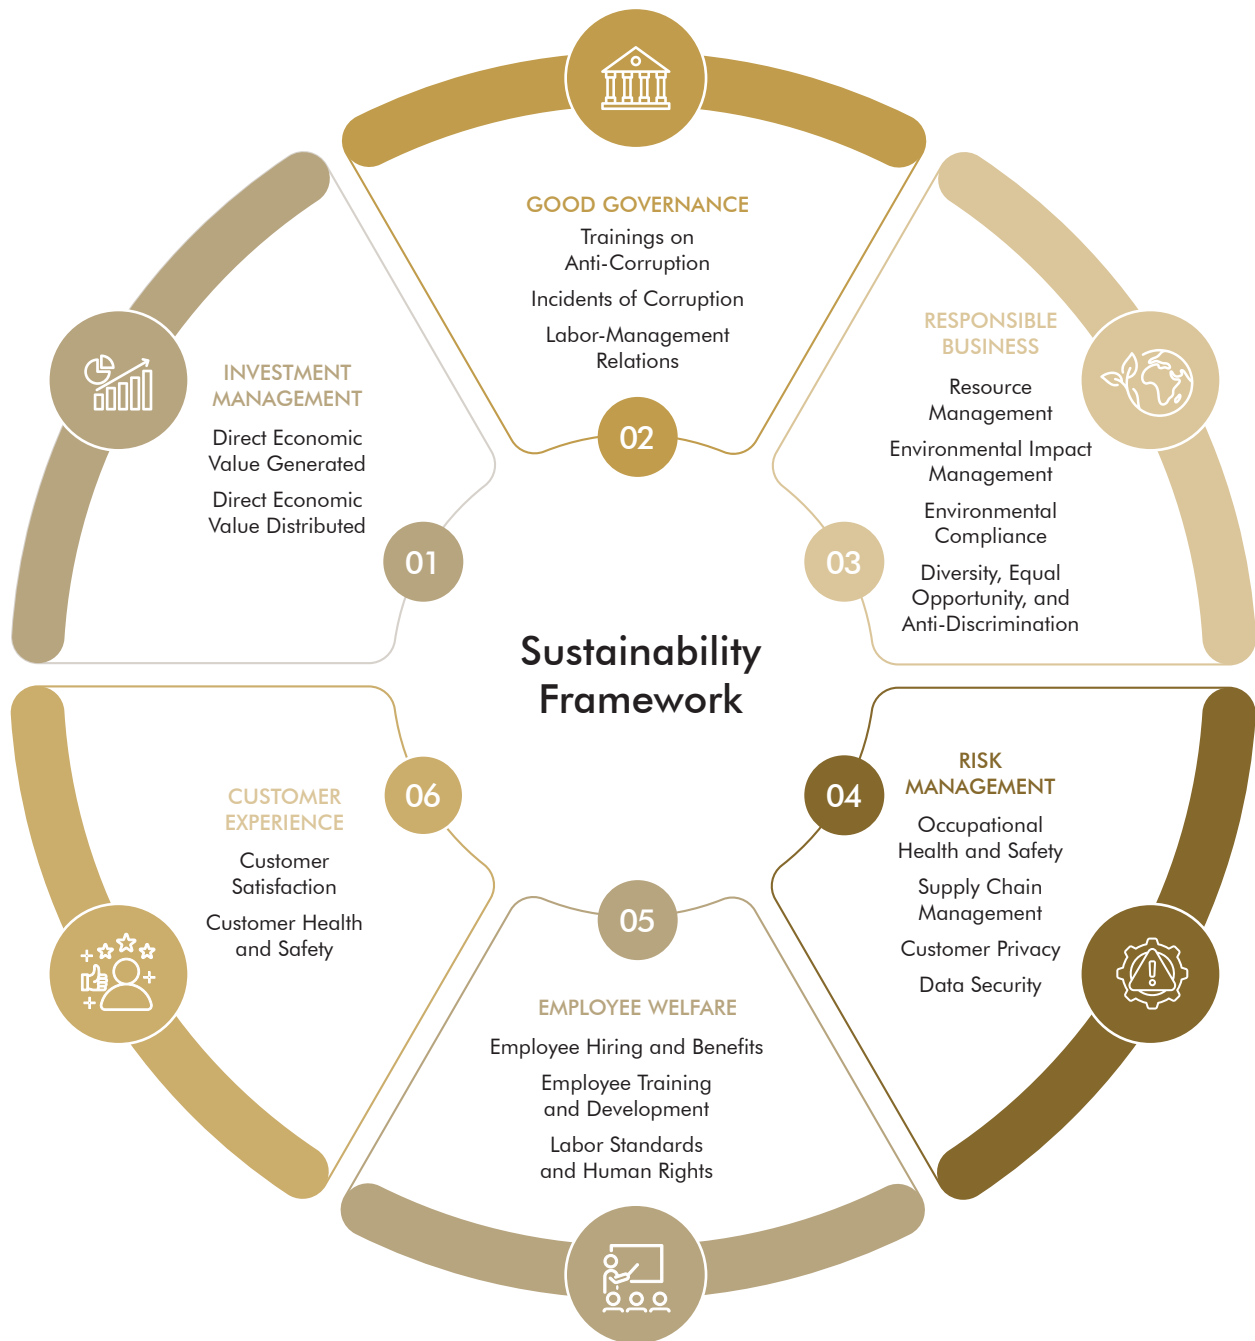 Sustainability
Framework
INVESTMENT
MANAGEMENT
Direct Economic
Value Generated
Direct Economic
Value Distributed
01
GOOD GOVERNANCE
Trainings on
Anti-Corruption
Incidents of Corruption
Labor-Management
Relations
02
RESPONSIBLE
BUSINESS
Resource
Management
Environmental Impact
Management
Environmental
Compliance
Diversity, Equal
Opportunity, and
Anti-Discrimination
03
RISK
MANAGEMENT
Occupational
Health and Safety
Supply Chain
Management
Customer Privacy
Data Security
04
05
EMPLOYEE WELFARE
Employee Hiring and Benefits
Employee Training
and Development
Labor Standards
and Human Rights
06
CUSTOMER
EXPERIENCE
Customer
Satisfaction
Customer Health
and Safety